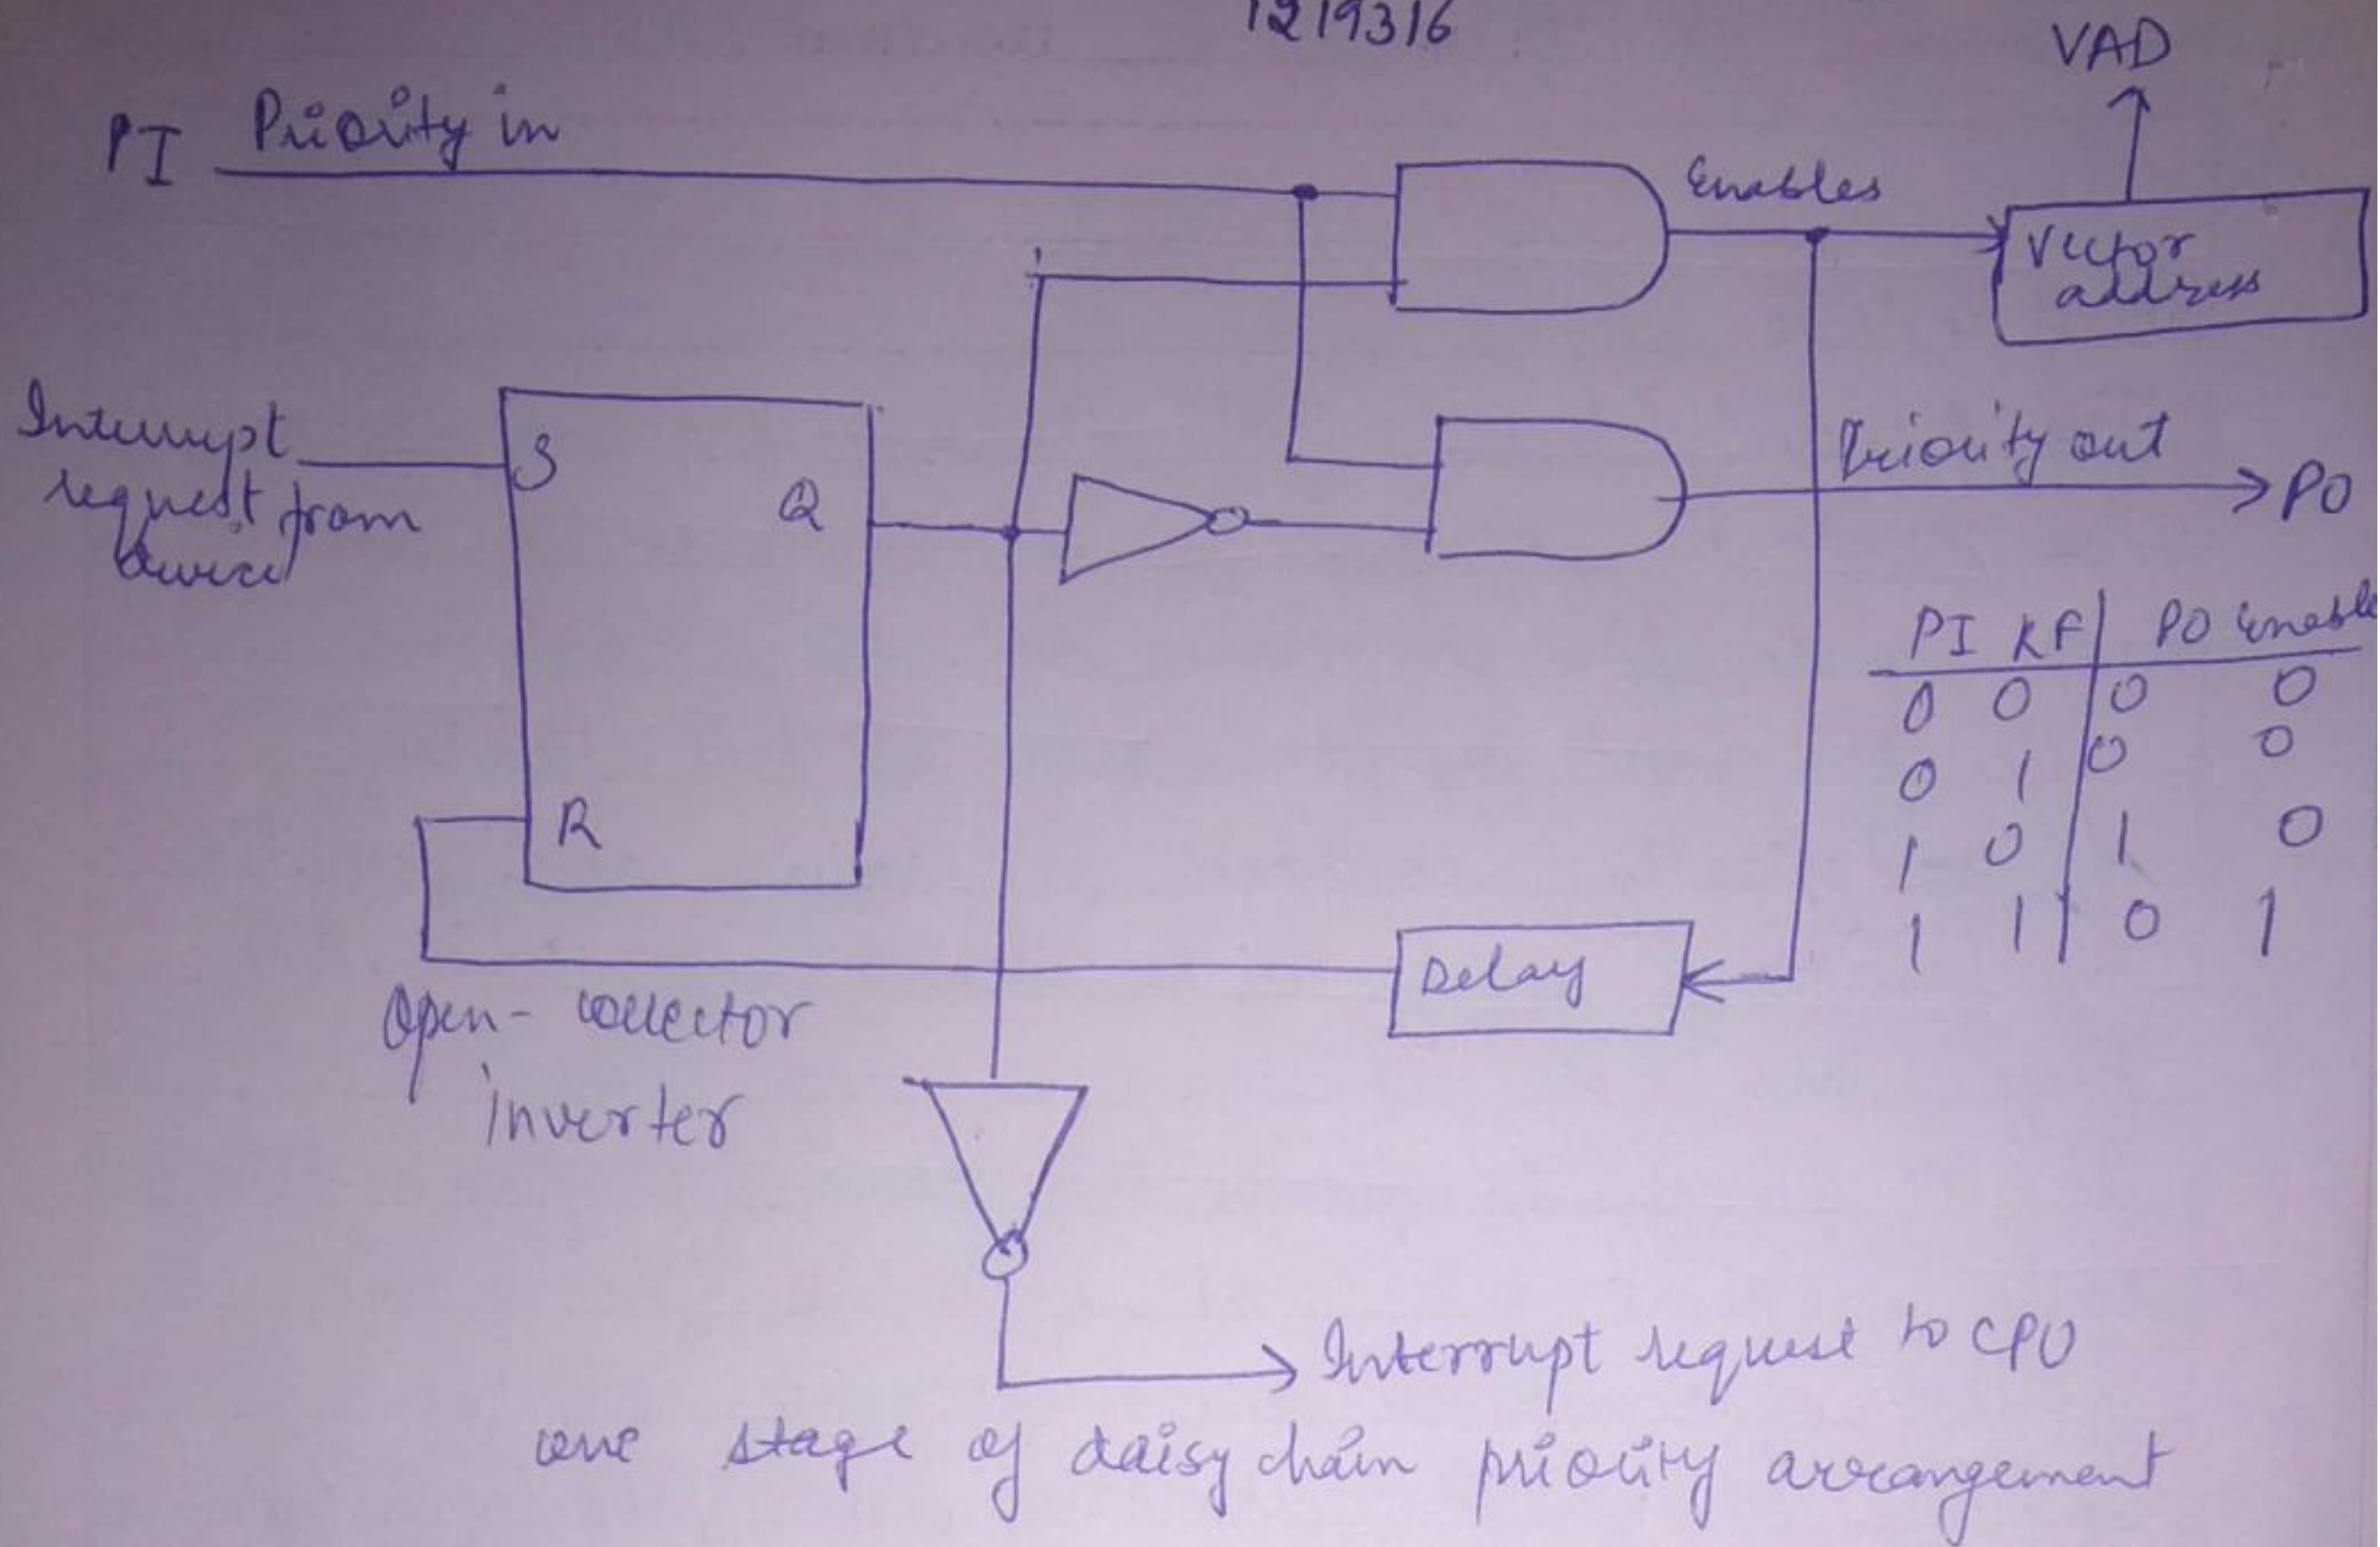 1219316
VAD
PI Priority in
Enables
Vector
address
Interrupt
request from
device
S
Q
R
Priority out
PO
PI RF PO Enable
0 0 0 0
0 1 0 0
1 0 1 0
1 1 0 1
Delay
Open-collector
inverter
Interrupt request to CPU
one stage of daisy chain priority arrangement